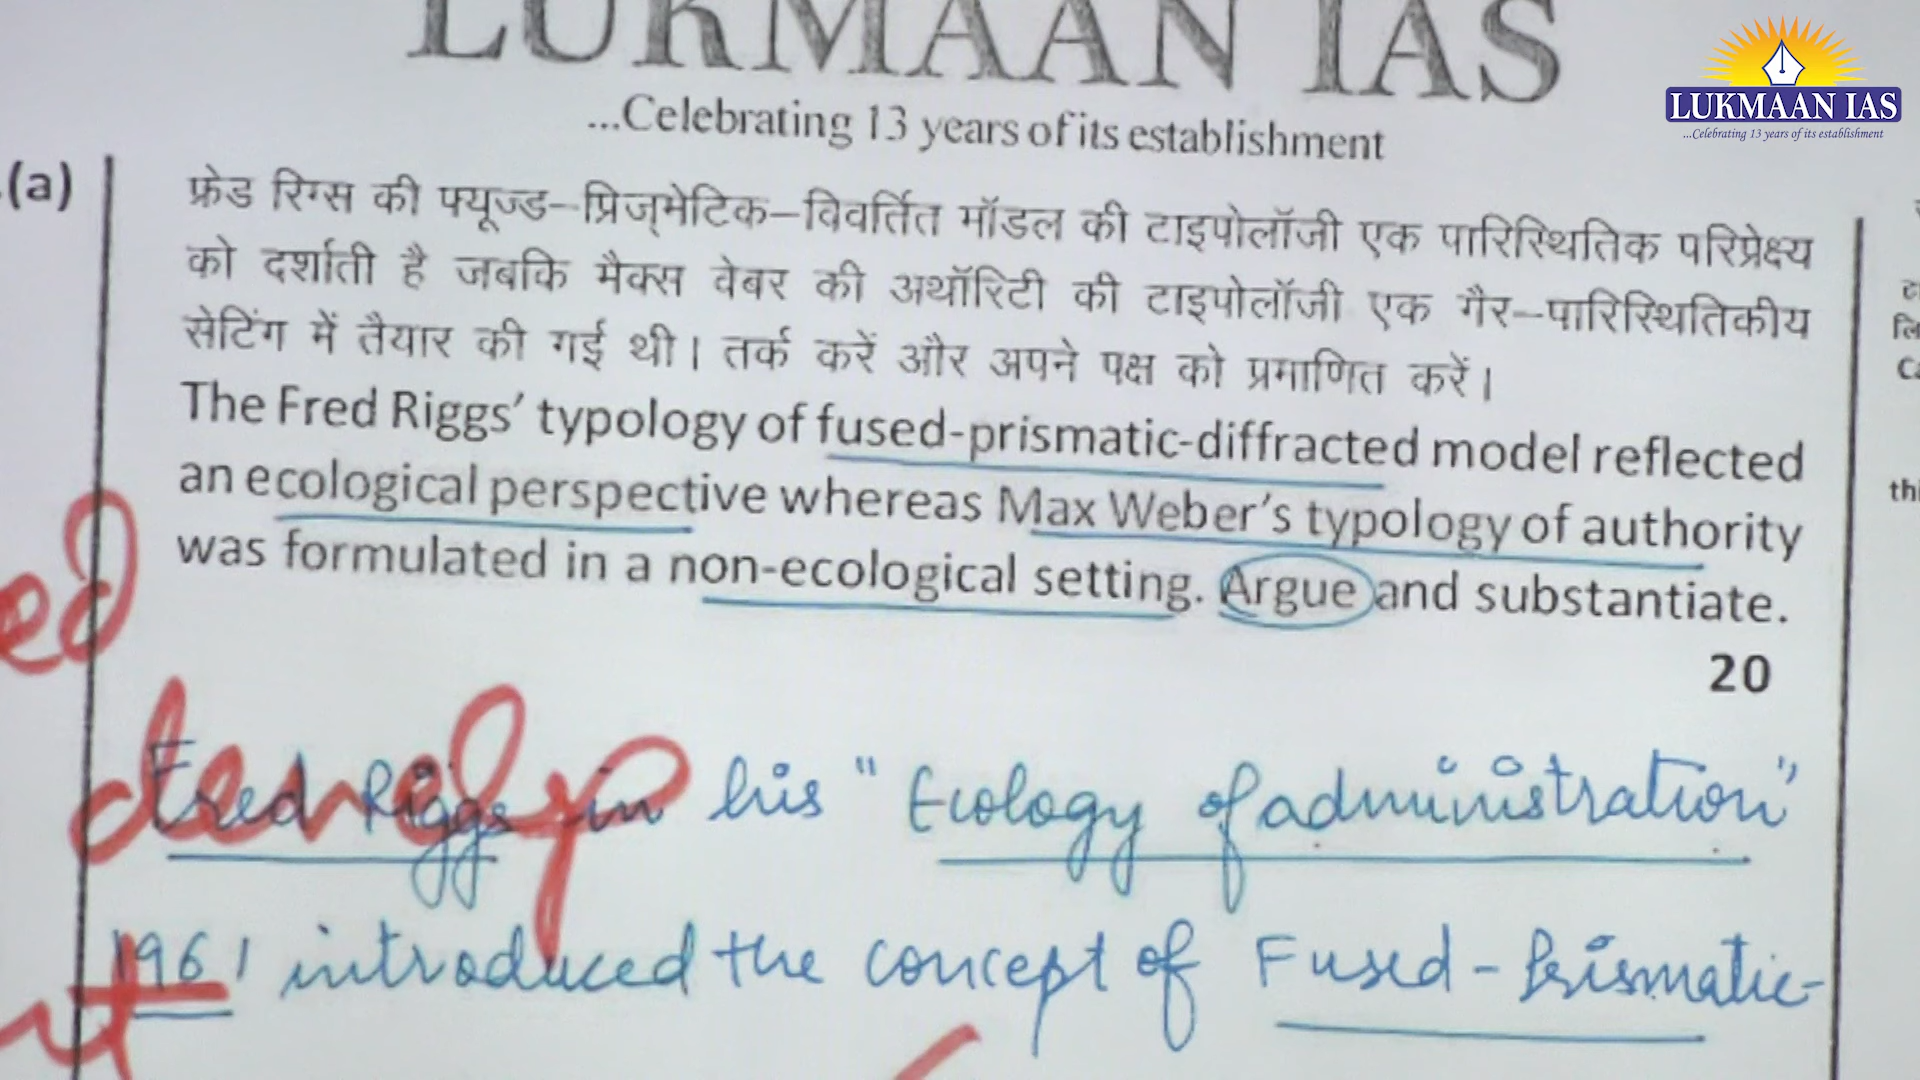 LUKMAAN IAS
...Celebrating 13 years of its establishment
LUKMAAN IAS
...Celebrating 13 years of its establishment
(a)
फ्रेड रिग्स की फ्यूज्ड–प्रिज्मेटिक–विवर्तित मॉडल की टाइपोलॉजी एक पारिस्थितिक परिप्रेक्ष्य
को दर्शाती है जबकि मैक्स वेबर की अथॉरिटी की टाइपोलॉजी एक गैर–पारिस्थितिकीय
सेटिंग में तैयार की गई थी। तर्क करें और अपने पक्ष को प्रमाणित करें।
The Fred Riggs' typology of fused-prismatic-diffracted model reflected
an ecological perspective whereas Max Weber's typology of authority
was formulated in a non-ecological setting. Argue and substantiate.
20
Fred Riggs in his "Ecology of administration"
1961 introduced the concept of Fused - Prismatic-